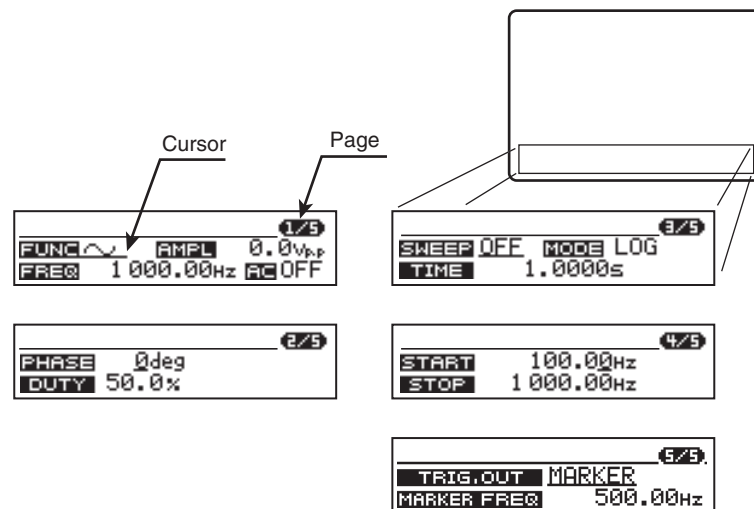 Cursor
Page
1/5
FUNC AMPL 0.0Vp.p
FREQ 1 000.00Hz AC OFF
2/5
PHASE 0deg
DUTY 50.0%
3/5
SWEEP OFF MODE LOG
TIME 1.0000s
4/5
START 100.00Hz
STOP 1 000.00Hz
5/5
TRIG.OUT MARKER
MARKER FREQ 500.00Hz